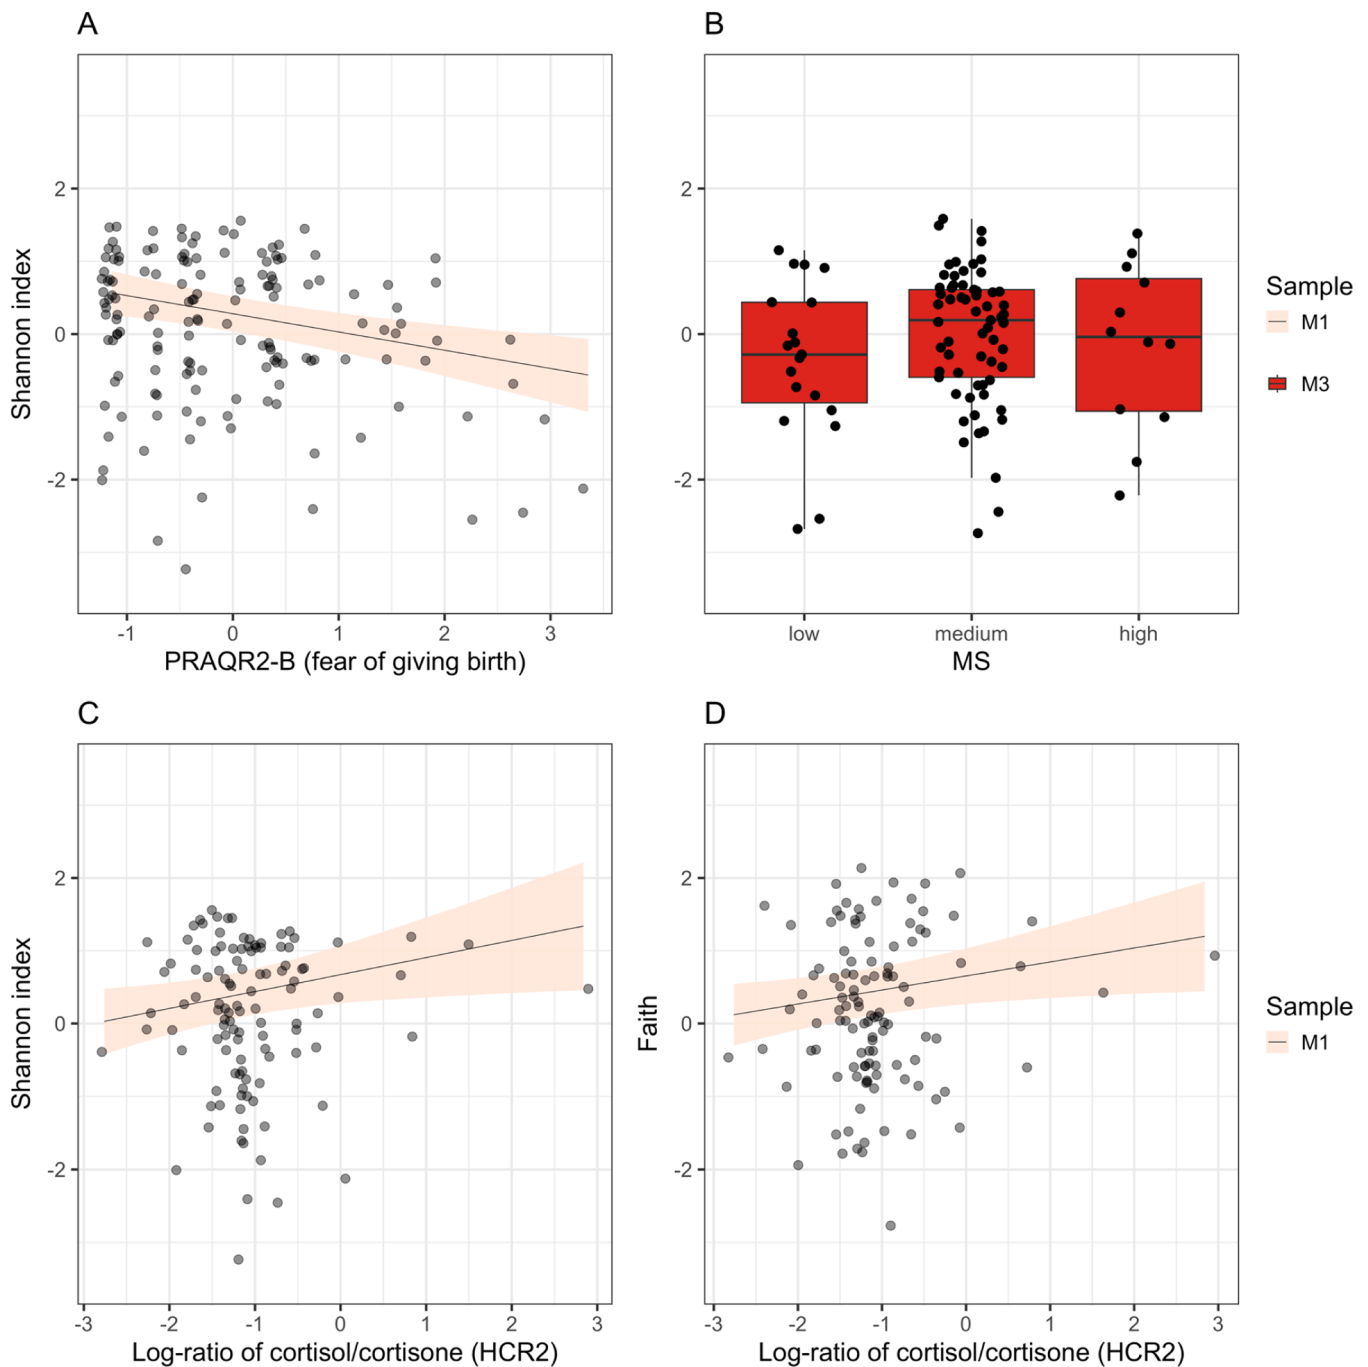 A
B
Shannon index
2
0
-2
-1
0
1
2
3
PRAQR2-B (fear of giving birth)
2
0
-2
low
medium
high
MS
Sample
M1
M3
C
D
Shannon index
2
0
-2
-3
-2
-1
0
1
2
3
Log-ratio of cortisol/cortisone (HCR2)
Faith
2
0
-2
-3
-2
-1
0
1
2
3
Log-ratio of cortisol/cortisone (HCR2)
Sample
M1